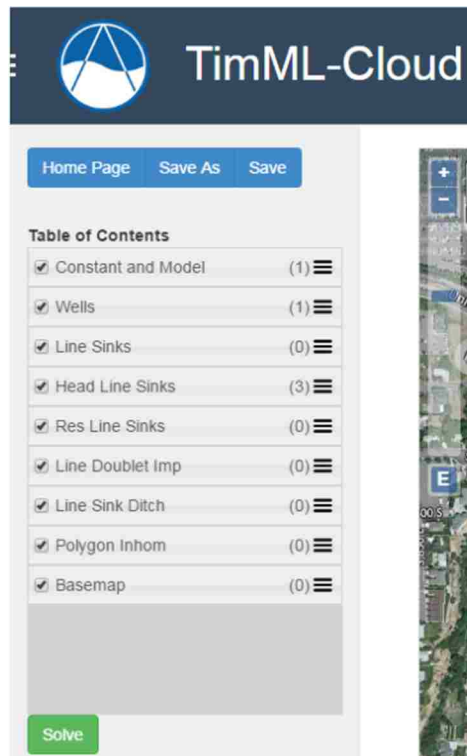 TimML-Cloud
Home Page Save As Save
Table of Contents
Constant and Model (1)
Wells (1)
Line Sinks (0)
Head Line Sinks (3)
Res Line Sinks (0)
Line Doublet Imp (0)
Line Sink Ditch (0)
Polygon Inhom (0)
Basemap (0)
Solve
+
-
E
00 S